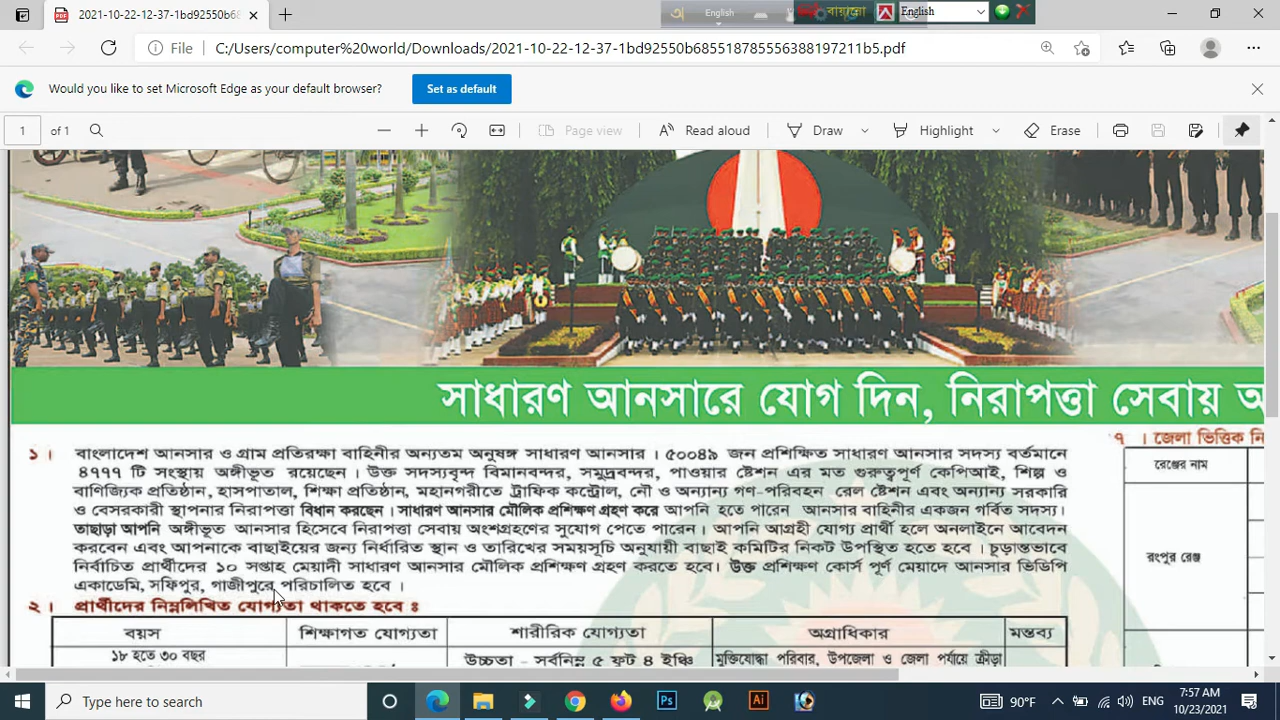 2021-10-22-12-37-1bd92550b68
English
English
File
C:/Users/computer%20world/Downloads/2021-10-22-12-37-1bd92550b685518785556388197211b5.pdf
Would you like to set Microsoft Edge as your default browser?
Set as default
1 of 1
Page view
Read aloud
Draw
Highlight
Erase
সাধারণ আনসারে যোগ দিন, নিরাপত্তা সেবায় অ
১। বাংলাদেশ আনসার ও গ্রাম প্রতিরক্ষা বাহিনীর অন্যতম অনুষঙ্গ সাধারণ আনসার। ৫০০৪৯ জন প্রশিক্ষিত সাধারণ আনসার সদস্য বর্তমানে
৪৭৭৭ টি সংস্থায় অঙ্গীভূত রয়েছেন। উক্ত সদস্যবৃন্দ বিমানবন্দর, সমুদ্রবন্দর, পাওয়ার ষ্টেশন এর মত গুরুত্বপূর্ণ কেপিআই, শিল্প ও
বাণিজ্যিক প্রতিষ্ঠান, হাসপাতাল, শিক্ষা প্রতিষ্ঠান, মহানগরীতে ট্রাফিক কন্ট্রোল, নৌ ও অন্যান্য গণ-পরিবহন রেল ষ্টেশন এবং অন্যান্য সরকারি
ও বেসরকারী স্থাপনার নিরাপত্তা বিধান করছেন। সাধারণ আনসার মৌলিক প্রশিক্ষণ গ্রহণ করে আপনি হতে পারেন আনসার বাহিনীর একজন গর্বিত সদস্য।
তাছাড়া আপনি অঙ্গীভূত আনসার হিসেবে নিরাপত্তা সেবায় অংশগ্রহণের সুযোগ পেতে পারেন। আপনি আগ্রহী যোগ্য প্রার্থী হলে অনলাইনে আবেদন
করবেন এবং আপনাকে বাছাইয়ের জন্য নির্ধারিত স্থান ও তারিখের সময়সূচি অনুযায়ী বাছাই কমিটির নিকট উপস্থিত হতে হবে। চূড়ান্তভাবে
নির্বাচিত প্রার্থীদের ১০ সপ্তাহ মেয়াদী সাধারণ আনসার মৌলিক প্রশিক্ষণ গ্রহণ করতে হবে। উক্ত প্রশিক্ষণ কোর্স পূর্ণ মেয়াদে আনসার ভিডিপি
একাডেমি, সফিপুর, গাজীপুরে পরিচালিত হবে।
২। প্রার্থীদের নিম্নলিখিত যোগ্যতা থাকতে হবে ঃ
বয়স শিক্ষাগত যোগ্যতা শারীরিক যোগ্যতা অগ্রাধিকার মন্তব্য
১৮ হতে ৩০ বছর উচ্চতা - সর্বনিম্ন ৫ ফুট ৪ ইঞ্চি মুক্তিযোদ্ধা পরিবার, উপজেলা ও জেলা পর্যায়ে ক্রীড়া
৭ । জেলা ভিত্তিক নি
রেঞ্জের নাম
রংপুর রেঞ্জ
Type here to search
90°F
ENG
7:57 AM
10/23/2021